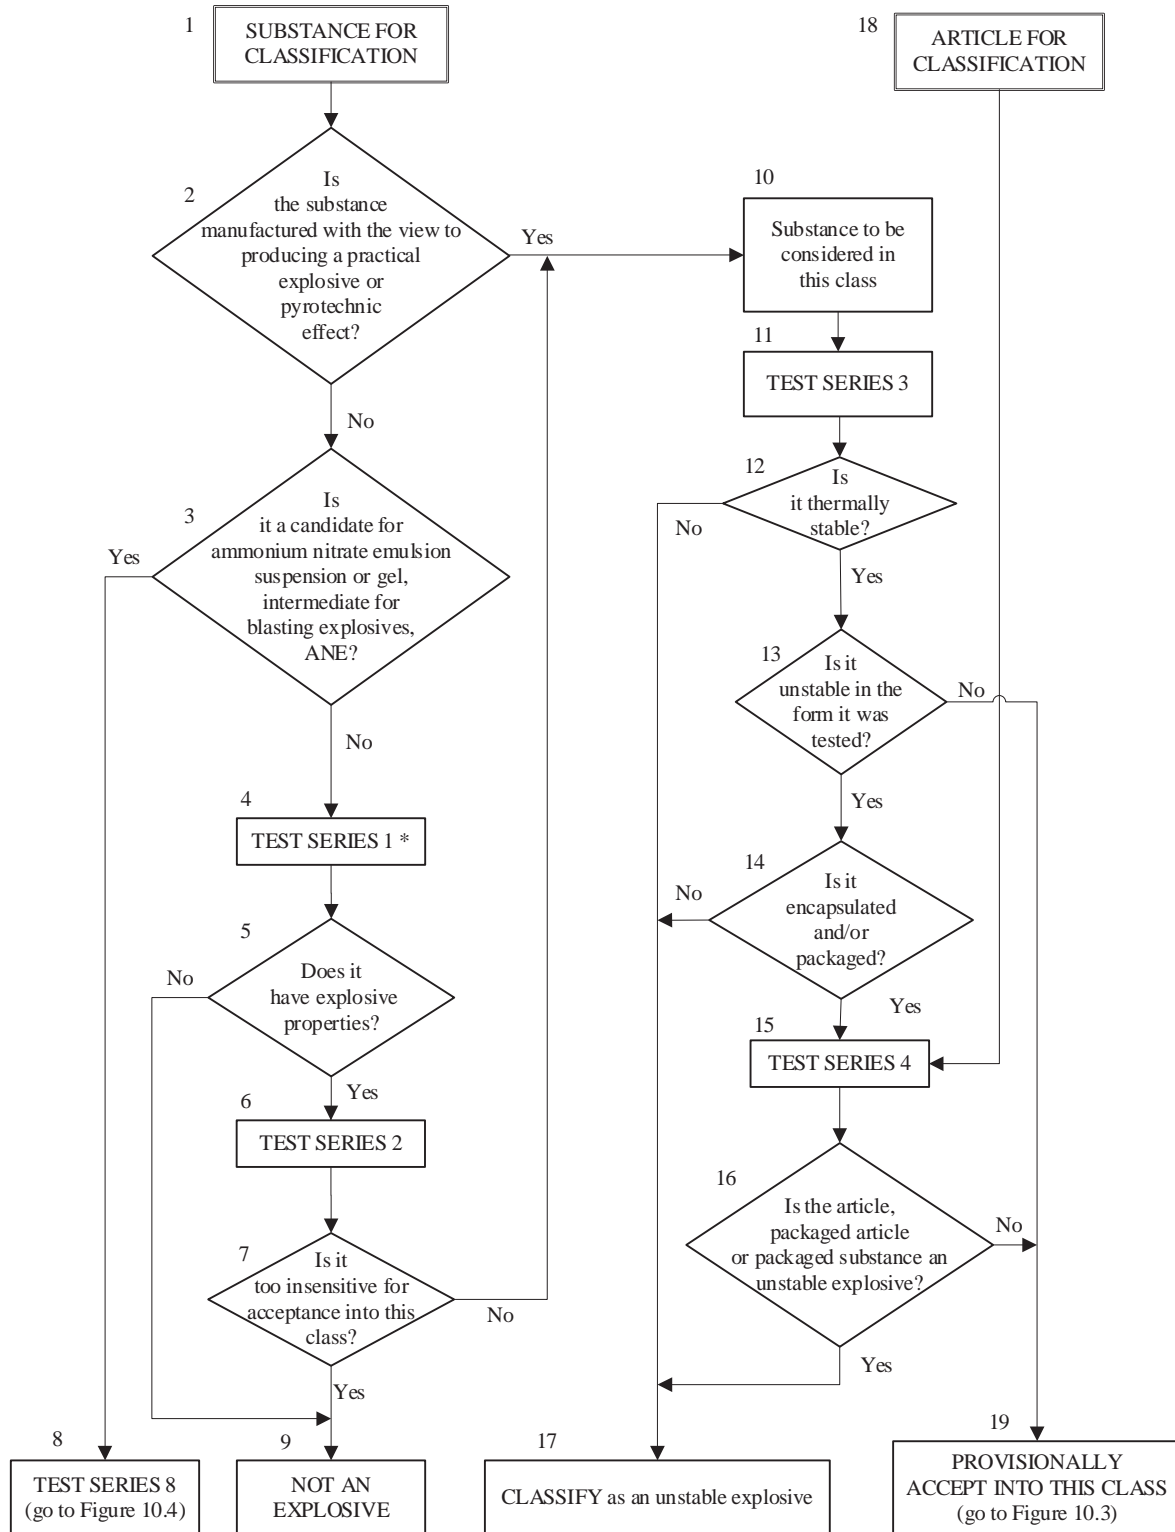 1
SUBSTANCE FOR
CLASSIFICATION
2
Is
the substance
manufactured with the view to
producing a practical
explosive or
pyrotechnic
effect?
Yes
No
3
Is
it a candidate for
ammonium nitrate emulsion
suspension or gel,
intermediate for
blasting explosives,
ANE?
Yes
No
4
TEST SERIES 1 *
5
Does it
have explosive
properties?
No
Yes
6
TEST SERIES 2
7
Is it
too insensitive for
acceptance into this
class?
No
Yes
8
TEST SERIES 8
(go to Figure 10.4)
9
NOT AN
EXPLOSIVE
10
Substance to be
considered in
this class
11
TEST SERIES 3
12
Is
it thermally
stable?
No
Yes
13
Is it
unstable in the
form it was
tested?
No
Yes
14
Is it
encapsulated
and/or
packaged?
No
Yes
15
TEST SERIES 4
16
Is the article,
packaged article
or packaged substance an
unstable explosive?
No
Yes
17
CLASSIFY as an unstable explosive
18
ARTICLE FOR
CLASSIFICATION
19
PROVISIONALLY
ACCEPT INTO THIS CLASS
(go to Figure 10.3)